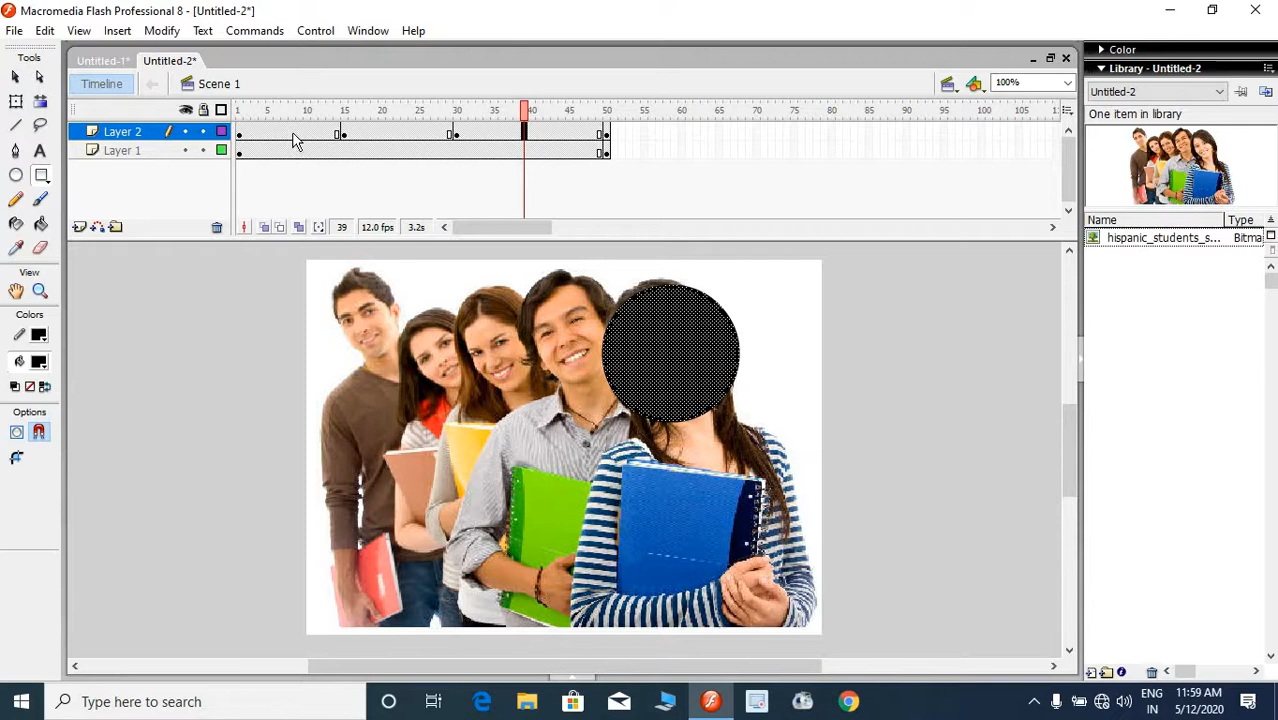 Macromedia Flash Professional 8 - [Untitled-2*]
File Edit View Insert Modify Text Commands Control Window Help
Tools
View
Colors
Options
Untitled-1* Untitled-2*
Timeline Scene 1 100%
1 5 10 15 20 25 30 35 40 45 50 55 60 65 70 75 80 85 90 95 100 105 11
Layer 2
Layer 1
39 12.0 fps 3.2s
Color
Library - Untitled-2
Untitled-2
One item in library
Name Type
hispanic_students_s... Bitma
Type here to search
ENG
IN
11:59 AM
5/12/2020